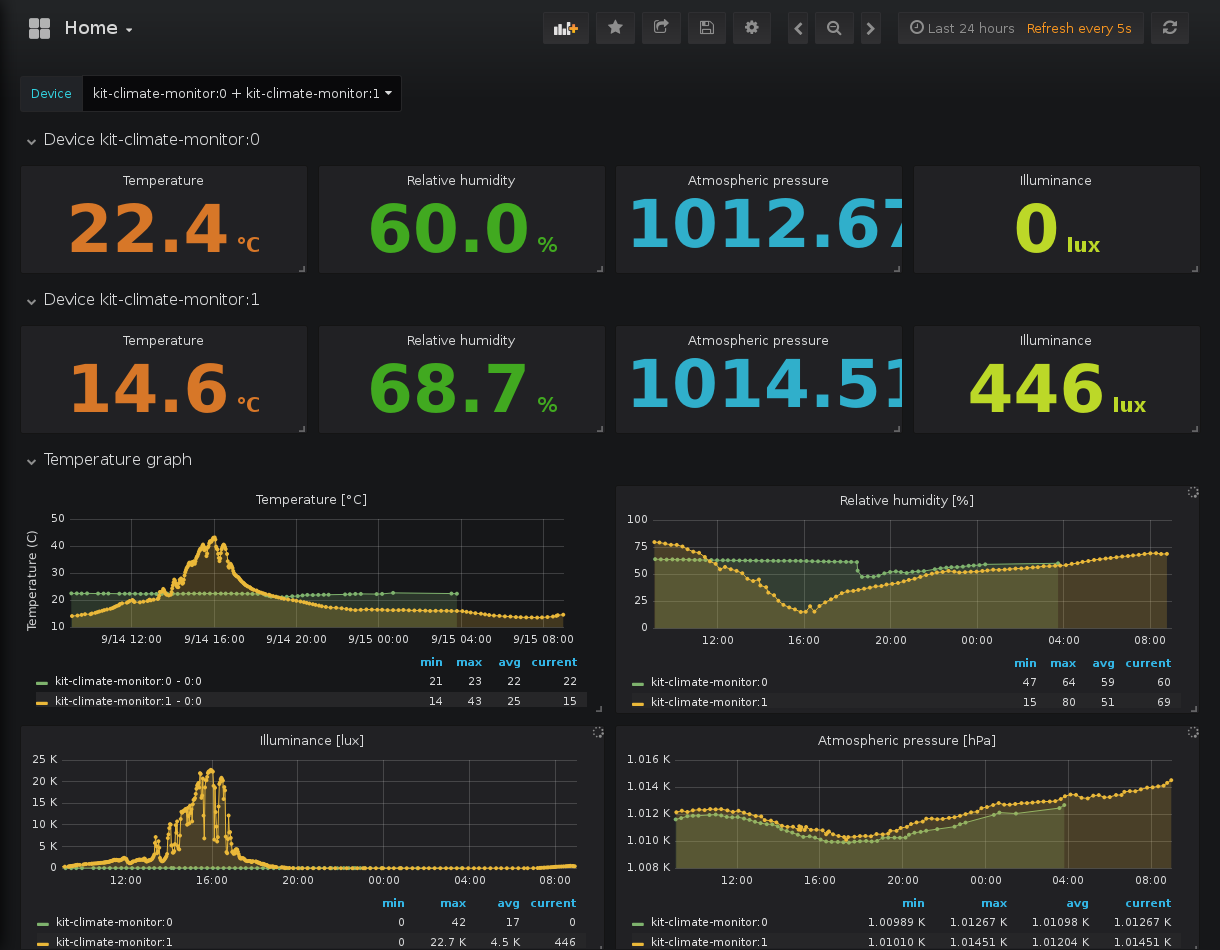 Home
Last 24 hours Refresh every 5s
Device kit-climate-monitor:0 + kit-climate-monitor:1
Device kit-climate-monitor:0
Temperature Relative humidity Atmospheric pressure Illuminance
22.4 °C 60.0 % 1012.67 0 lux
Device kit-climate-monitor:1
Temperature Relative humidity Atmospheric pressure Illuminance
14.6 °C 68.7 % 1014.51 446 lux
Temperature graph
Temperature [°C]
Temperature (C)
50
40
30
20
10
9/14 12:00 9/14 16:00 9/14 20:00 9/15 00:00 9/15 04:00 9/15 08:00
min max avg current
kit-climate-monitor:0 - 0:0 21 23 22 22
kit-climate-monitor:1 - 0:0 14 43 25 15
Relative humidity [%]
100
75
50
25
0
12:00 16:00 20:00 00:00 04:00 08:00
min max avg current
kit-climate-monitor:0 47 64 59 60
kit-climate-monitor:1 15 80 51 69
Illuminance [lux]
25 K
20 K
15 K
10 K
5 K
0
12:00 16:00 20:00 00:00 04:00 08:00
min max avg current
kit-climate-monitor:0 0 42 17 0
kit-climate-monitor:1 0 22.7 K 4.5 K 446
Atmospheric pressure [hPa]
1.016 K
1.014 K
1.012 K
1.010 K
1.008 K
12:00 16:00 20:00 00:00 04:00 08:00
min max avg current
kit-climate-monitor:0 1.00989 K 1.01267 K 1.01098 K 1.01267 K
kit-climate-monitor:1 1.01010 K 1.01451 K 1.01204 K 1.01451 K